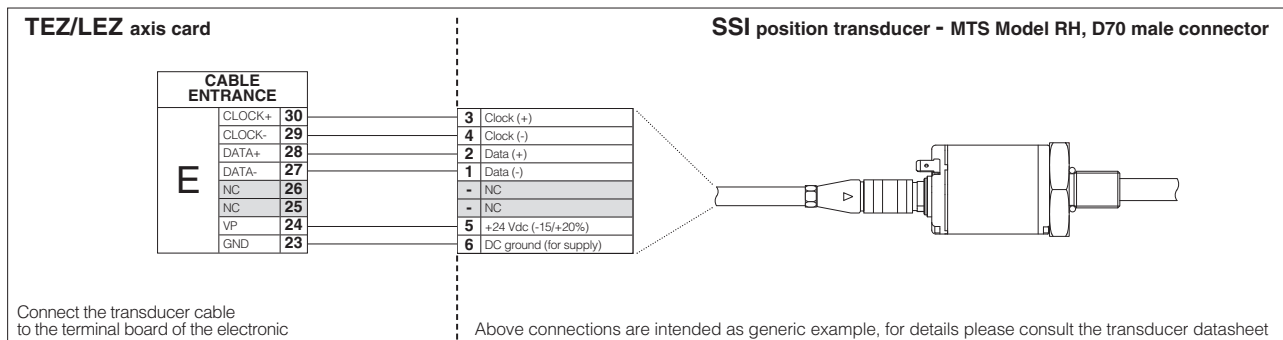 TEZ/LEZ axis card
SSI position transducer - MTS Model RH, D70 male connector
CABLE
ENTRANCE
E
CLOCK+ 30
CLOCK- 29
DATA+ 28
DATA- 27
NC 26
NC 25
VP 24
GND 23
3 Clock (+)
4 Clock (-)
2 Data (+)
1 Data (-)
- NC
- NC
5 +24 Vdc (-15/+20%)
6 DC ground (for supply)
Connect the transducer cable
to the terminal board of the electronic
Above connections are intended as generic example, for details please consult the transducer datasheet